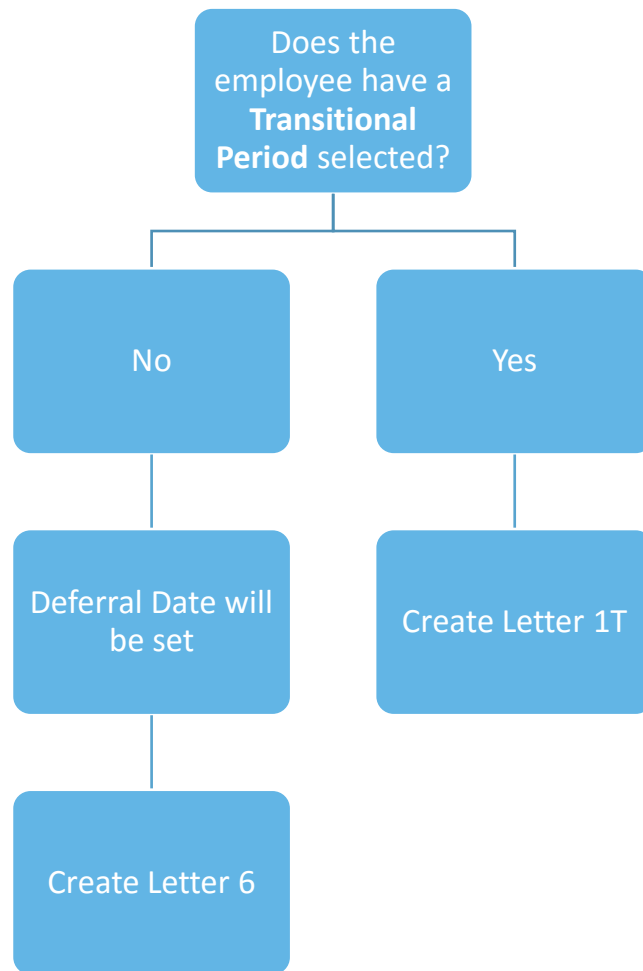 Does the
employee have a
Transitional
Period selected?
No
Yes
Deferral Date will
be set
Create Letter 1T
Create Letter 6